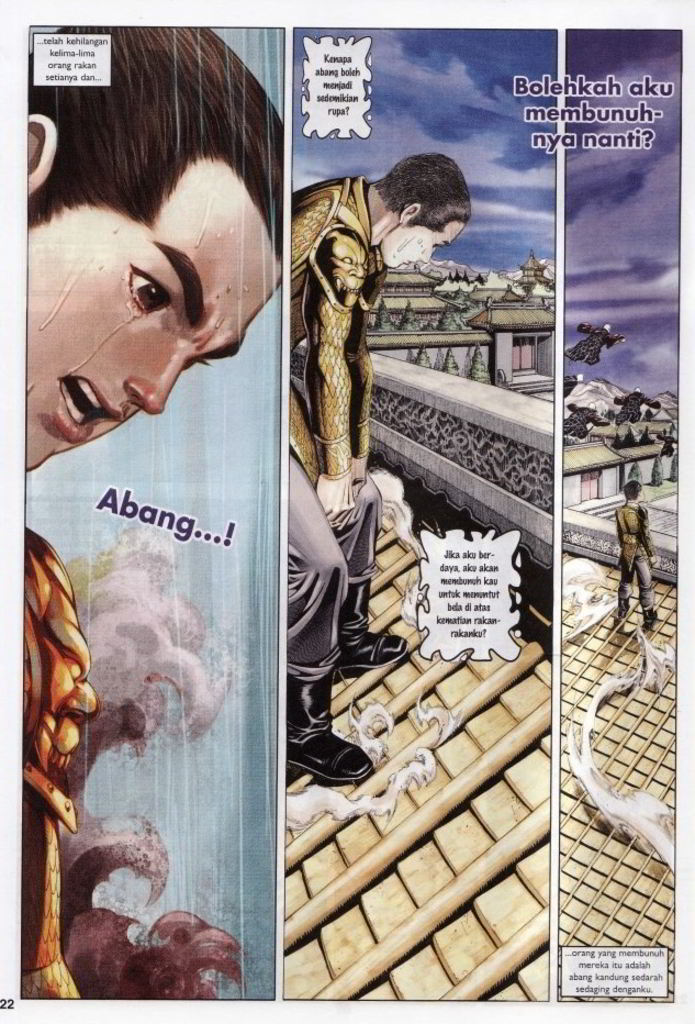 ...telah kehilangan
kelima-lima
orang rakan
setianya dan...
Abang...!
Kenapa
abang boleh
menjadi
sedemikian
rupa?
Jika aku ber-
daya, aku akan
membunuh kau
untuk menuntut
bela di atas
kematian rakan-
rakanku?
Bolehkah aku
membunuh-
nya nanti?
...orang yang membunuh
mereka itu adalah
abang kandung sedarah
sedaging denganku.
22